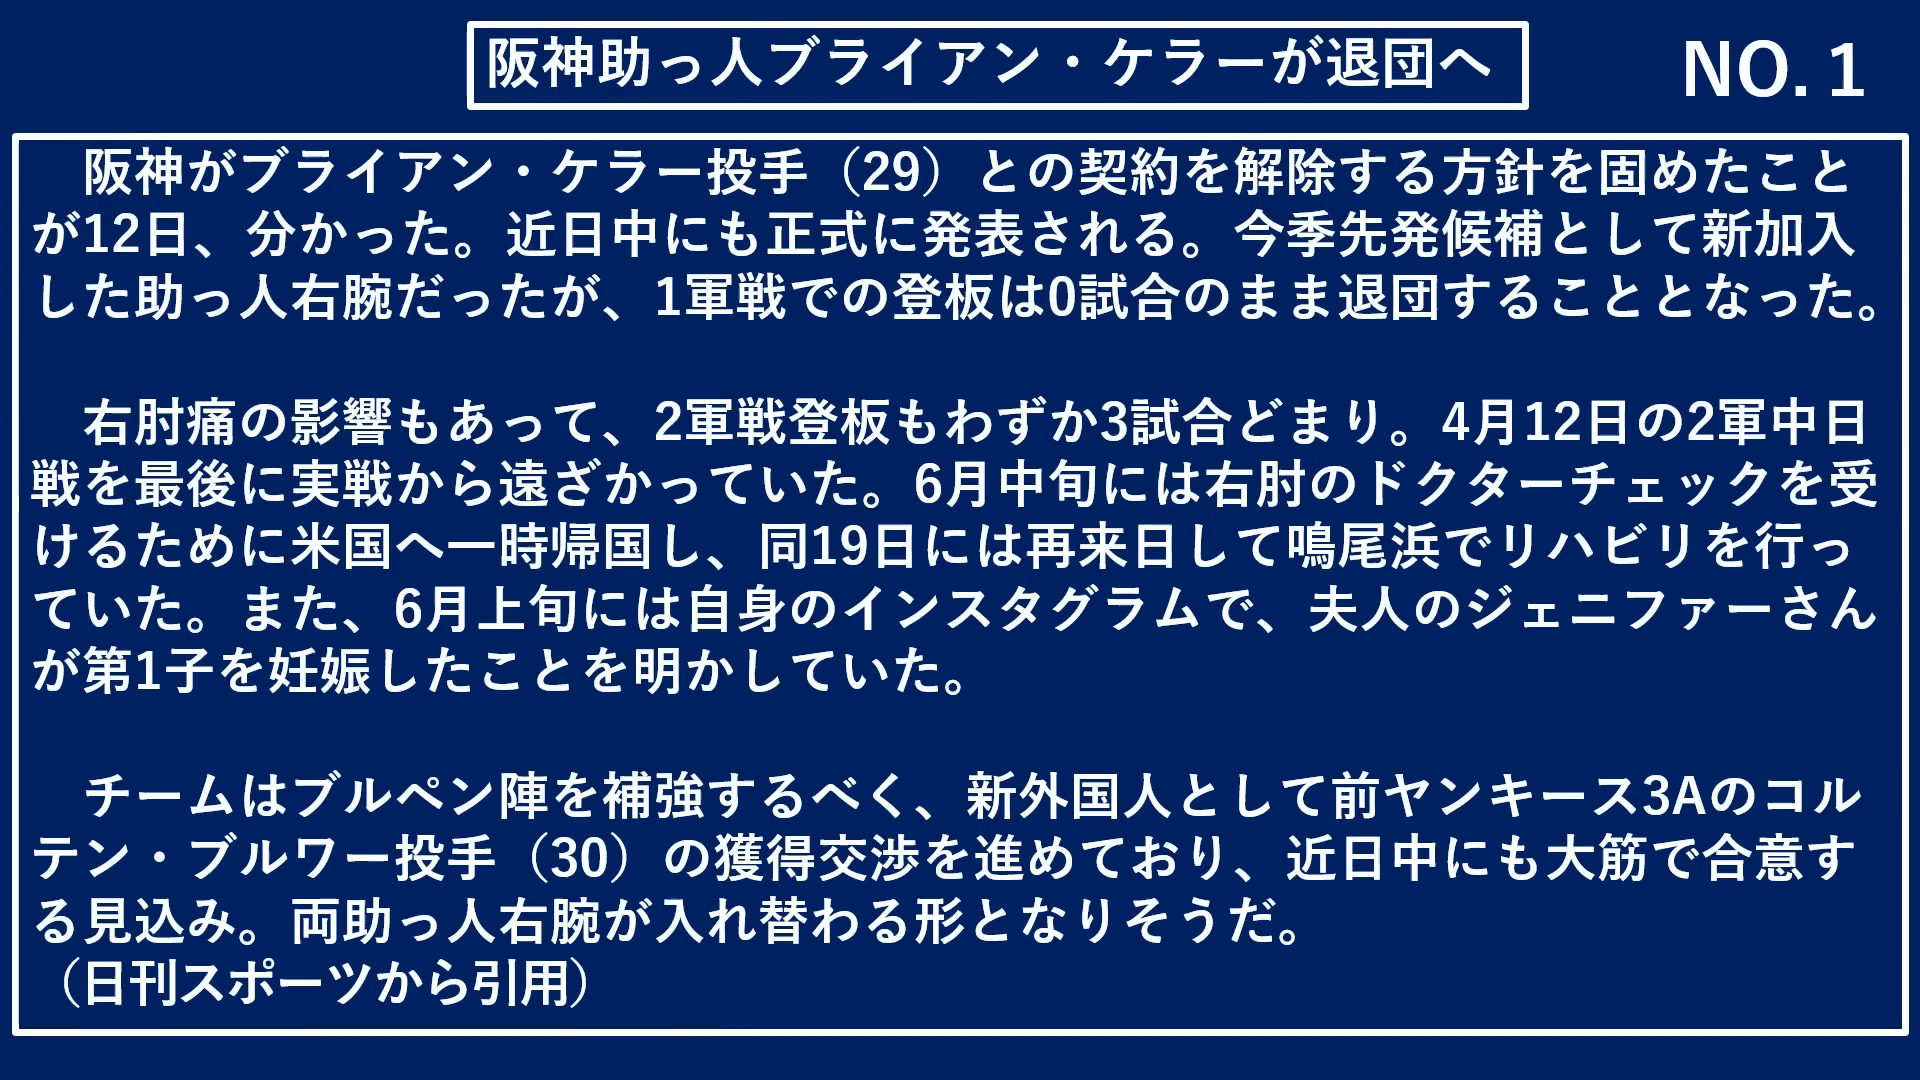 阪神助っ人ブライアン・ケラーが退団へ
NO. 1
阪神がブライアン・ケラー投手（29）との契約を解除する方針を固めたこと
が12日、分かった。近日中にも正式に発表される。今季先発候補として新加入
した助っ人右腕だったが、1軍戦での登板は0試合のまま退団することとなった。
右肘痛の影響もあって、2軍戦登板もわずか3試合どまり。4月12日の2軍中日
戦を最後に実戦から遠ざかっていた。6月中旬には右肘のドクターチェックを受
けるために米国へ一時帰国し、同19日には再来日して鳴尾浜でリハビリを行っ
ていた。また、6月上旬には自身のインスタグラムで、夫人のジェニファーさん
が第1子を妊娠したことを明かしていた。
チームはブルペン陣を補強するべく、新外国人として前ヤンキース3Aのコル
テン・ブルワー投手（30）の獲得交渉を進めており、近日中にも大筋で合意す
る見込み。両助っ人右腕が入れ替わる形となりそうだ。
（日刊スポーツから引用）